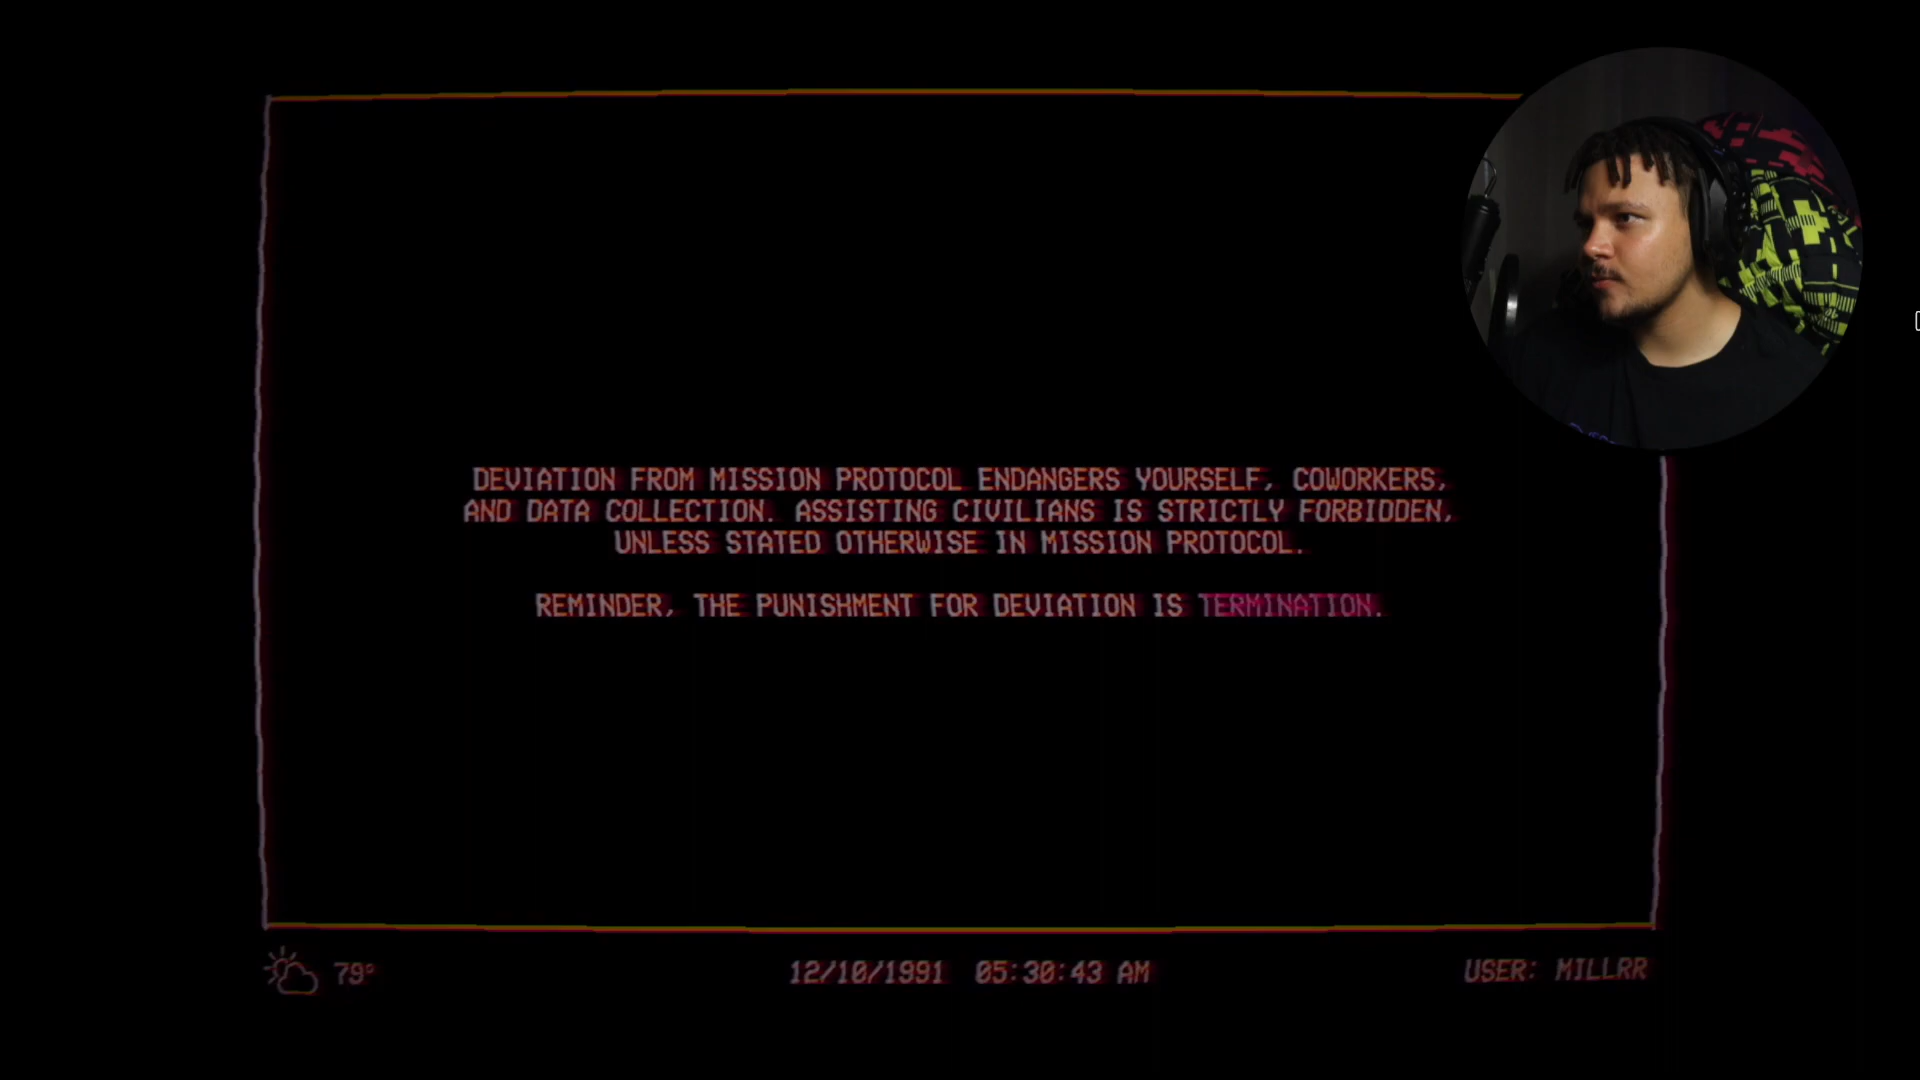 DEVIATION FROM MISSION PROTOCOL ENDANGERS YOURSELF, COWORKERS,
AND DATA COLLECTION. ASSISTING CIVILIANS IS STRICTLY FORBIDDEN,
UNLESS STATED OTHERWISE IN MISSION PROTOCOL.
REMINDER, THE PUNISHMENT FOR DEVIATION IS TERMINATION.
79° 12/10/1991 05:30:43 AM USER: MILLRR